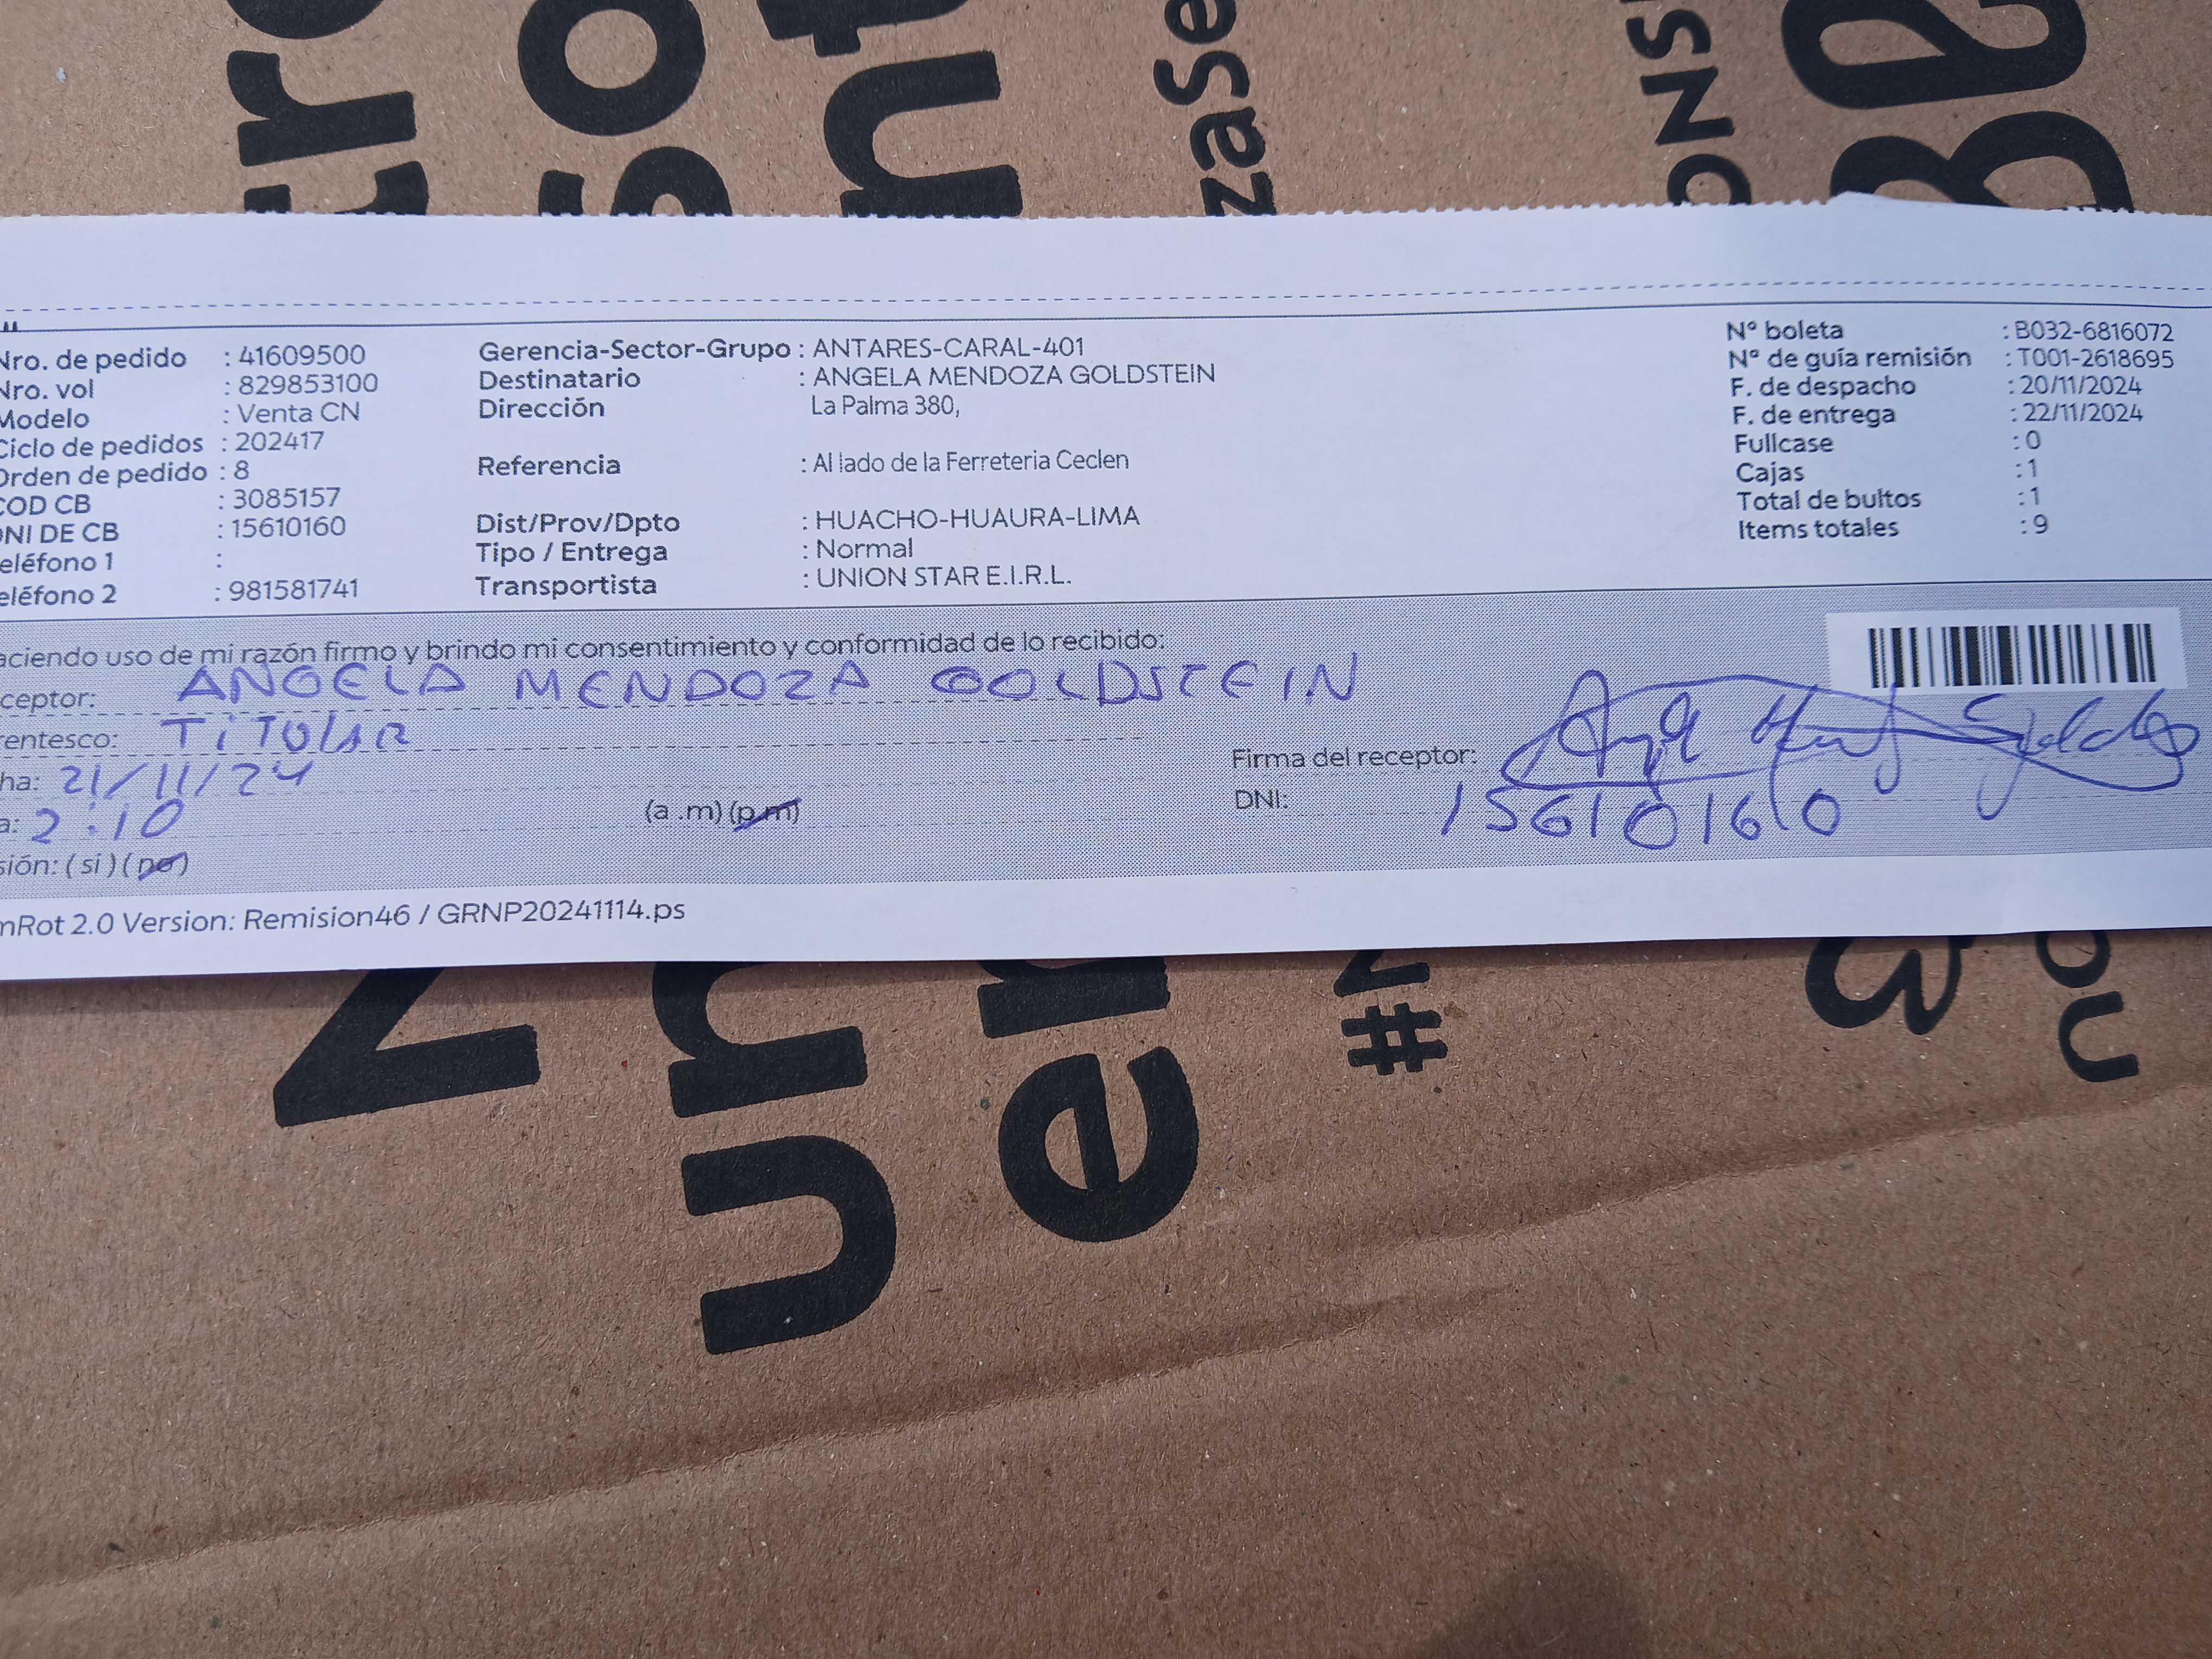 Nro. de pedido : 41609500
Nro. vol : 829853100
Modelo : Venta CN
Ciclo de pedidos : 202417
Orden de pedido : 8
COD CB : 3085157
DNI DE CB : 15610160
eléfono 1 :
eléfono 2 : 981581741
Gerencia-Sector-Grupo : ANTARES-CARAL-401
Destinatario : ANGELA MENDOZA GOLDSTEIN
Dirección La Palma 380,
Referencia : Al lado de la Ferreteria Ceclen
Dist/Prov/Dpto : HUACHO-HUAURA-LIMA
Tipo / Entrega : Normal
Transportista : UNION STAR E.I.R.L.
N° boleta : B032-6816072
N° de guía remisión : T001-2618695
F. de despacho : 20/11/2024
F. de entrega : 22/11/2024
Fullcase : 0
Cajas : 1
Total de bultos : 1
Items totales : 9
aciendo uso de mi razón firmo y brindo mi consentimiento y conformidad de lo recibido:
ceptor: ANGELA MENDOZA GOLDSTEIN
rentesco: TiTUlAR
ha: 21/11/24
a: 2:10 (a .m) (p.m)
sión: ( si ) ( no )
Firma del receptor:
DNI: 15610160
mRot 2.0 Version: Remision46 / GRNP20241114.ps